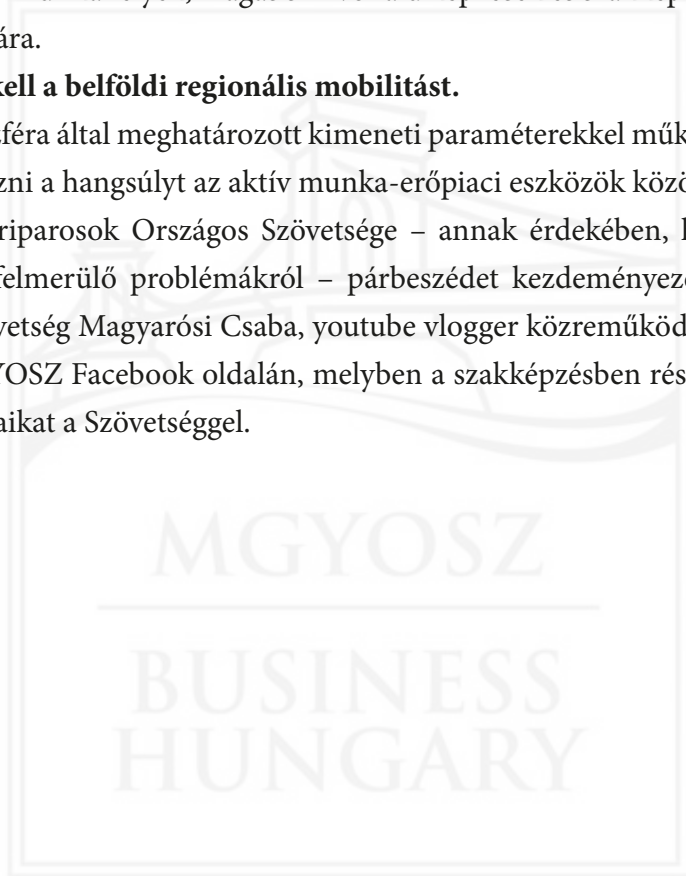 ára.
kell a belföldi regionális mobilitást.
féra által meghatározott kimeneti paraméterekkel műk
zni a hangsúlyt az aktív munka-erőpiaci eszközök közö
riparosok Országos Szövetsége – annak érdekében, h
felmerülő problémákról – párbeszédet kezdeményez
vetség Magyarósi Csaba, youtube vlogger közreműköd
YOSZ Facebook oldalán, melyben a szakképzésben rés
aikat a Szövetséggel.
MGYOSZ
BUSINESS
HUNGARY